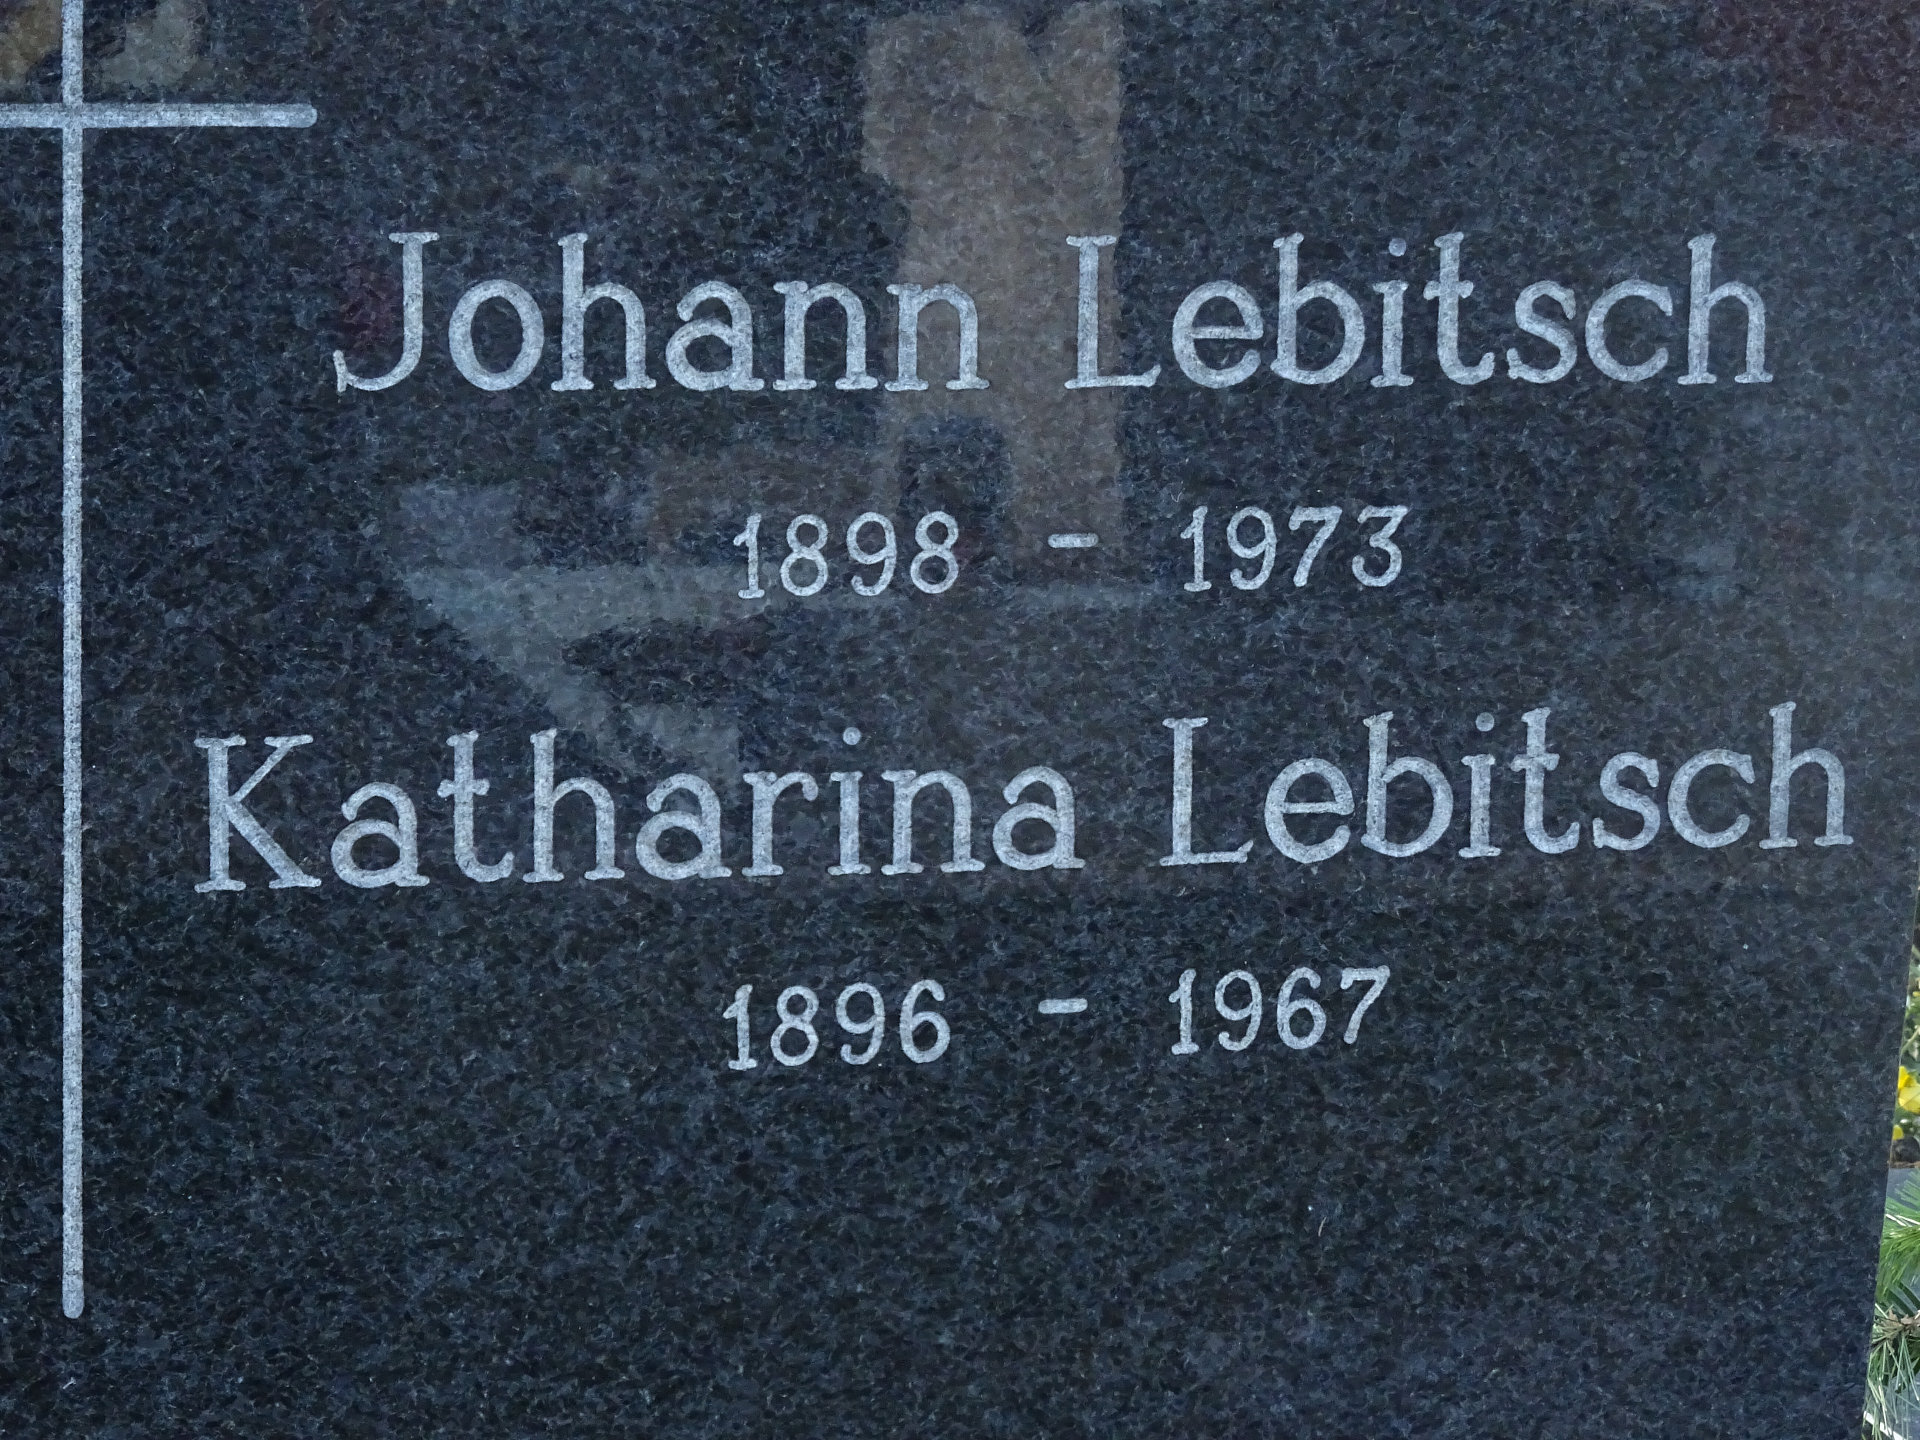 Johann Lebitsch
1898 - 1973
Katharina Lebitsch
1896 - 1967